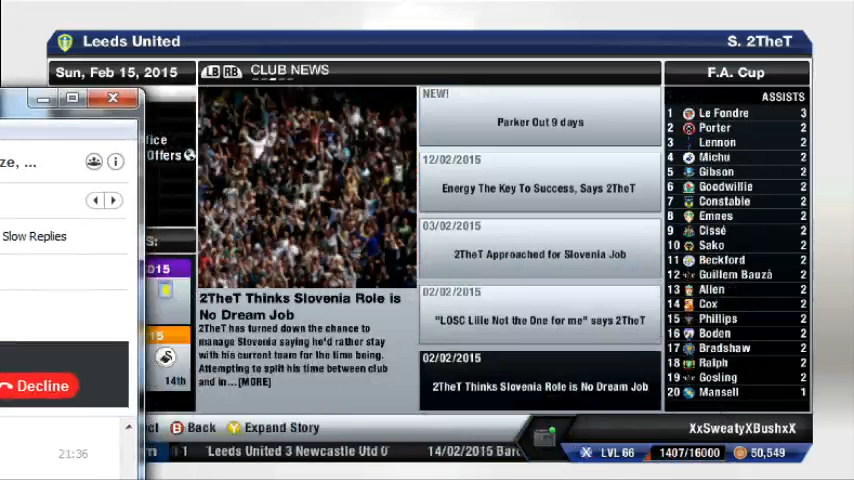 Leeds United
S. 2TheT
Sun, Feb 15, 2015
LB RB CLUB NEWS
F.A. Cup
ASSISTS
ze, ...
Slow Replies
Decline
21:36
ffice
Offers
S:
2015
15
14th
2TheT Thinks Slovenia Role is
No Dream Job
2TheT has turned down the chance to
manage Slovenia saying he'd rather stay
with his current team for the time being.
Attempting to split his time between club
and in...[MORE]
NEW!
Parker Out 9 days
12/02/2015
Energy The Key To Success, Says 2TheT
03/02/2015
2TheT Approached for Slovenia Job
02/02/2015
"LOSC Lille Not the One for me" says 2TheT
02/02/2015
2TheT Thinks Slovenia Role is No Dream Job
1 Le Fondre 3
2 Porter 2
3 Lennon 2
4 Michu 2
5 Gibson 2
6 Goodwillie 2
7 Constable 2
8 Emnes 2
9 Cissé 2
10 Sako 2
11 Beckford 2
12 Guillem Bauzà 2
13 Allen 2
14 Cox 2
15 Phillips 2
16 Boden 2
17 Bradshaw 2
18 Ralph 2
19 Gosling 2
20 Mansell 1
ct B Back Y Expand Story
XxSweatyXBushxX
1 Leeds United 3 Newcastle Utd 0
14/02/2015 Bar
X LVL 66 1407/16000 50,549